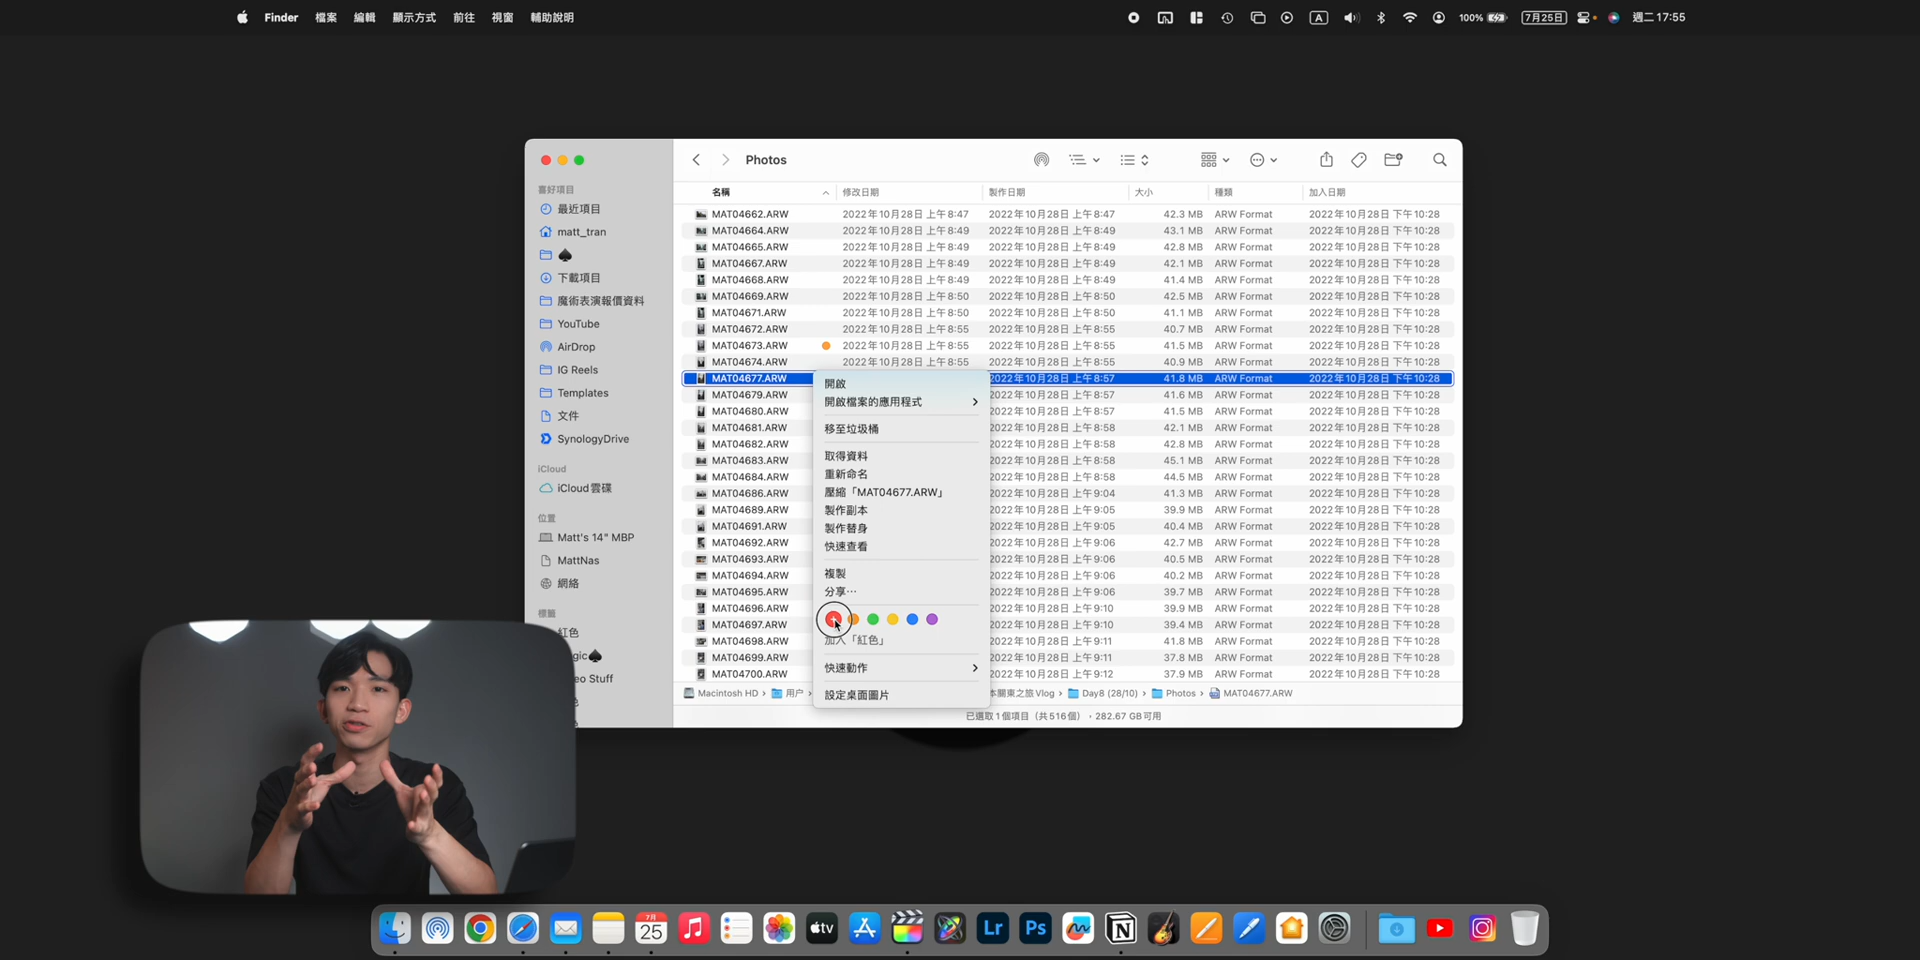 Finder 檔案 編輯 顯示方式 前往 視窗 輔助說明
A 100% 7月25日 週二 17:55
Photos
喜好項目
最近項目
matt_tran
下載項目
魔術表演報價資料
YouTube
AirDrop
IG Reels
Templates
文件
SynologyDrive
iCloud
iCloud雲碟
位置
Matt's 14" MBP
MattNas
網絡
標籤
紅色
gic♠
eo Stuff
名稱 修改日期 製作日期 大小 種類 加入日期
MAT04662.ARW 2022年10月28日 上午8:47 2022年10月28日 上午8:47 42.3 MB ARW Format 2022年10月28日 下午10:28
MAT04664.ARW 2022年10月28日 上午8:49 2022年10月28日 上午8:49 43.1 MB ARW Format 2022年10月28日 下午10:28
MAT04665.ARW 2022年10月28日 上午8:49 2022年10月28日 上午8:49 42.8 MB ARW Format 2022年10月28日 下午10:28
MAT04667.ARW 2022年10月28日 上午8:49 2022年10月28日 上午8:49 42.1 MB ARW Format 2022年10月28日 下午10:28
MAT04668.ARW 2022年10月28日 上午8:49 2022年10月28日 上午8:49 41.4 MB ARW Format 2022年10月28日 下午10:28
MAT04669.ARW 2022年10月28日 上午8:50 2022年10月28日 上午8:50 42.5 MB ARW Format 2022年10月28日 下午10:28
MAT04671.ARW 2022年10月28日 上午8:50 2022年10月28日 上午8:50 41.1 MB ARW Format 2022年10月28日 下午10:28
MAT04672.ARW 2022年10月28日 上午8:55 2022年10月28日 上午8:55 40.7 MB ARW Format 2022年10月28日 下午10:28
MAT04673.ARW 2022年10月28日 上午8:55 2022年10月28日 上午8:55 41.5 MB ARW Format 2022年10月28日 下午10:28
MAT04674.ARW 2022年10月28日 上午8:55 2022年10月28日 上午8:55 40.9 MB ARW Format 2022年10月28日 下午10:28
MAT04677.ARW 2022年10月28日 上午8:57 41.8 MB ARW Format 2022年10月28日 下午10:28
MAT04679.ARW 2022年10月28日 上午8:57 41.6 MB ARW Format 2022年10月28日 下午10:28
MAT04680.ARW 2022年10月28日 上午8:57 41.5 MB ARW Format 2022年10月28日 下午10:28
MAT04681.ARW 2022年10月28日 上午8:58 42.1 MB ARW Format 2022年10月28日 下午10:28
MAT04682.ARW 2022年10月28日 上午8:58 42.8 MB ARW Format 2022年10月28日 下午10:28
MAT04683.ARW 2022年10月28日 上午8:58 45.1 MB ARW Format 2022年10月28日 下午10:28
MAT04684.ARW 2022年10月28日 上午8:58 44.5 MB ARW Format 2022年10月28日 下午10:28
MAT04686.ARW 2022年10月28日 上午9:04 41.3 MB ARW Format 2022年10月28日 下午10:28
MAT04689.ARW 2022年10月28日 上午9:05 39.9 MB ARW Format 2022年10月28日 下午10:28
MAT04691.ARW 2022年10月28日 上午9:05 40.4 MB ARW Format 2022年10月28日 下午10:28
MAT04692.ARW 2022年10月28日 上午9:06 42.7 MB ARW Format 2022年10月28日 下午10:28
MAT04693.ARW 2022年10月28日 上午9:06 40.5 MB ARW Format 2022年10月28日 下午10:28
MAT04694.ARW 2022年10月28日 上午9:06 40.2 MB ARW Format 2022年10月28日 下午10:28
MAT04695.ARW 2022年10月28日 上午9:06 39.7 MB ARW Format 2022年10月28日 下午10:28
MAT04696.ARW 2022年10月28日 上午9:10 39.9 MB ARW Format 2022年10月28日 下午10:28
MAT04697.ARW 2022年10月28日 上午9:10 39.4 MB ARW Format 2022年10月28日 下午10:28
MAT04698.ARW 2022年10月28日 上午9:11 41.8 MB ARW Format 2022年10月28日 下午10:28
MAT04699.ARW 2022年10月28日 上午9:11 37.8 MB ARW Format 2022年10月28日 下午10:28
MAT04700.ARW 2022年10月28日 上午9:12 37.9 MB ARW Format 2022年10月28日 下午10:28
開啟
開啟檔案的應用程式
移至垃圾桶
取得資料
重新命名
壓縮「MAT04677.ARW」
製作副本
製作替身
快速查看
複製
分享⋯
加入「紅色」
快速動作
設定桌面圖片
Macintosh HD › 用戶 › 本關東之旅 Vlog › Day8 (28/10) › Photos › MAT04677.ARW
已選取 1 個項目（共 516 個），282.67 GB 可用
7月
25
tv
Lr
Ps